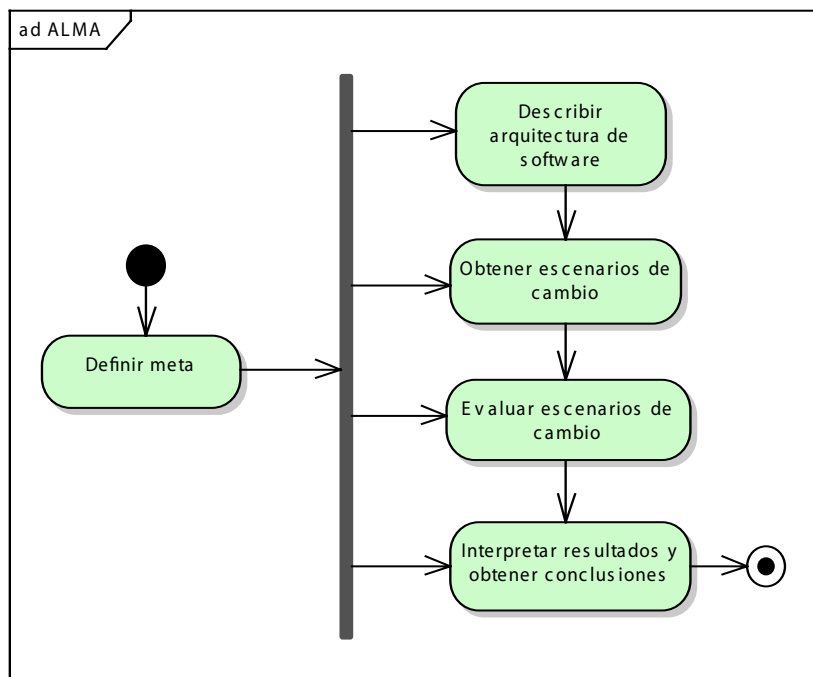 ad ALMA
Describir
arquitectura de
software
Obtener escenarios de
cambio
Definir meta
Evaluar escenarios de
cambio
Interpretar resultados y
obtener conclusiones